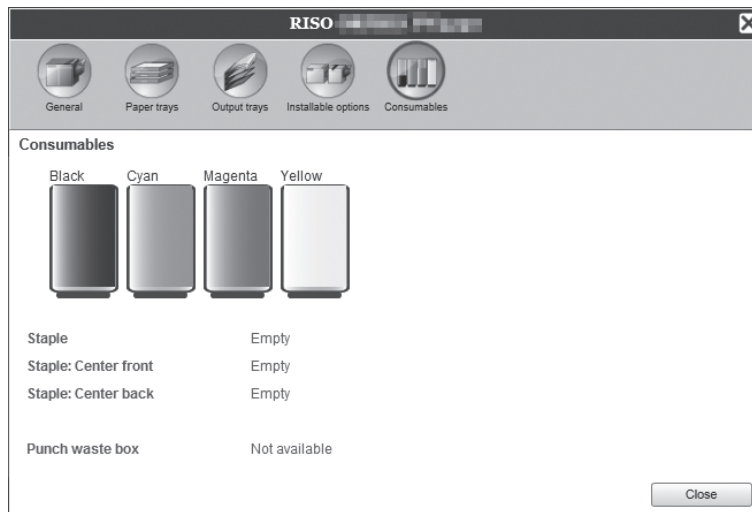 RISO
General Paper trays Output trays Installable options Consumables
Consumables
Black Cyan Magenta Yellow
Staple Empty
Staple: Center front Empty
Staple: Center back Empty
Punch waste box Not available
Close